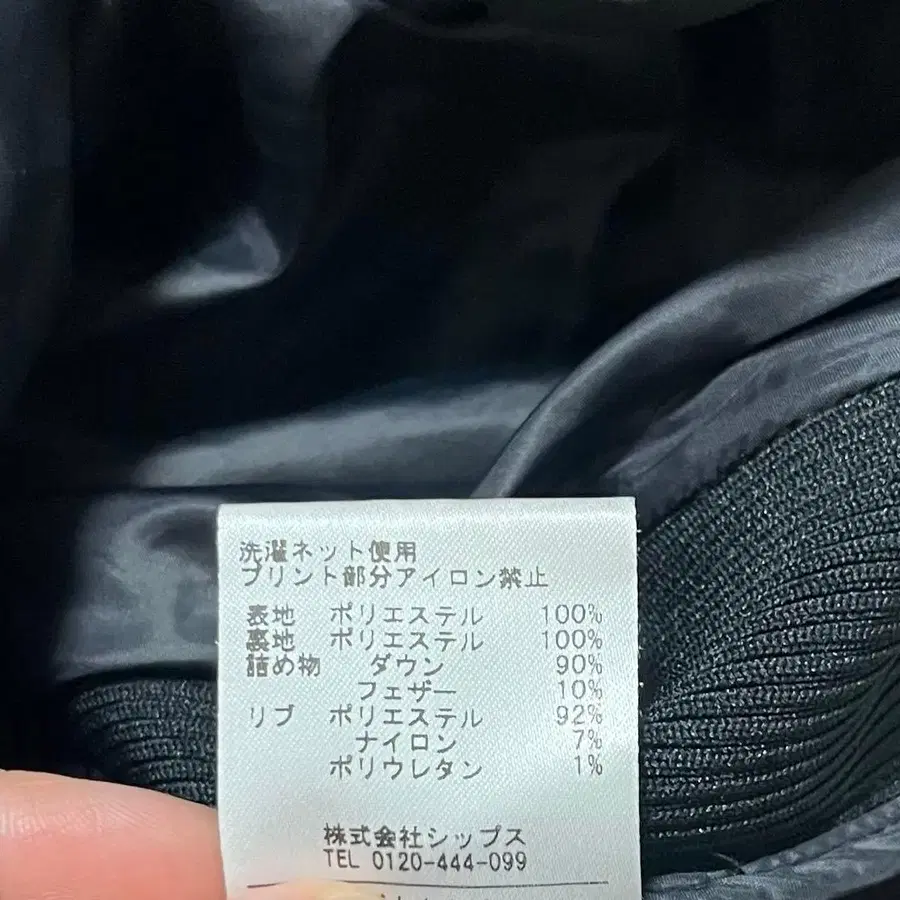 洗濯ネット使用
プリント部分アイロン禁止
表地 ポリエステル 100%
裏地 ポリエステル 100%
詰め物 ダウン 90%
フェザー 10%
リブ ポリエステル 92%
ナイロン 7%
ポリウレタン 1%
株式会社シップス
TEL 0120-444-099